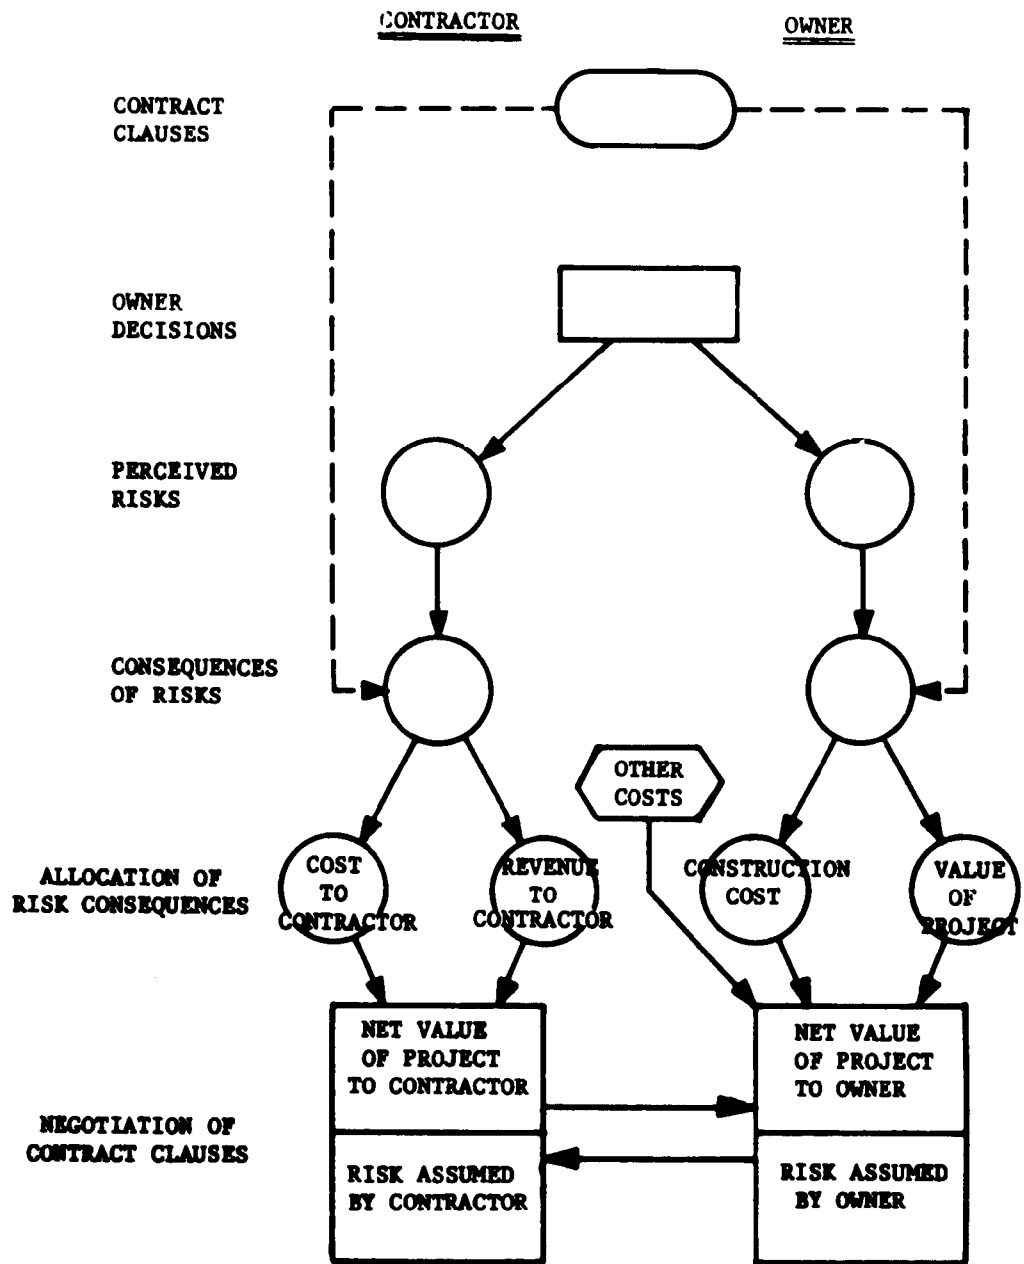 CONTRACTOR
OWNER
CONTRACT
CLAUSES
OWNER
DECISIONS
PERCEIVED
RISKS
CONSEQUENCES
OF RISKS
OTHER
COSTS
ALLOCATION OF
RISK CONSEQUENCES
COST
TO
CONTRACTOR
REVENUE
TO
CONTRACTOR
CONSTRUCTION
COST
VALUE
OF
PROJECT
NEGOTIATION OF
CONTRACT CLAUSES
NET VALUE
OF PROJECT
TO CONTRACTOR
RISK ASSUMED
BY CONTRACTOR
NET VALUE
OF PROJECT
TO OWNER
RISK ASSUMED
BY OWNER